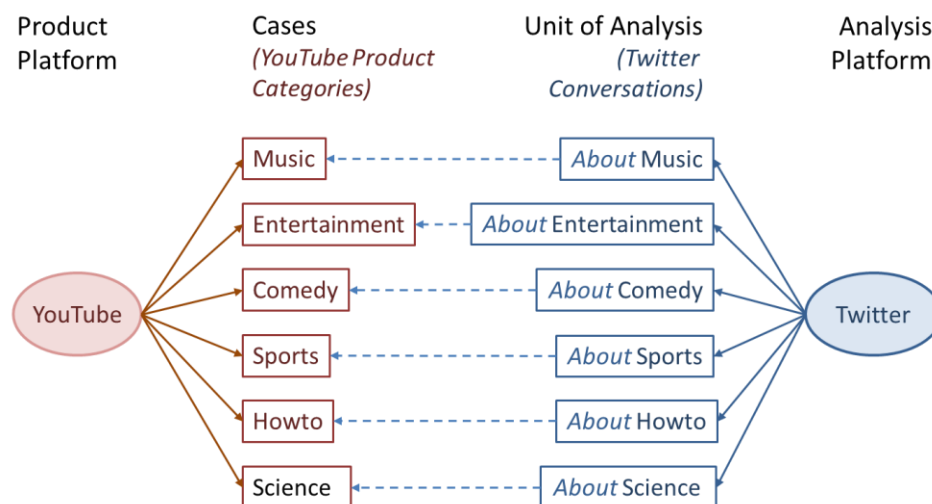 Product
Platform
Cases
(YouTube Product
Categories)
Unit of Analysis
(Twitter
Conversations)
Analysis
Platform
Music
About Music
Entertainment
About Entertainment
Comedy
About Comedy
YouTube
Twitter
Sports
About Sports
Howto
About Howto
Science
About Science